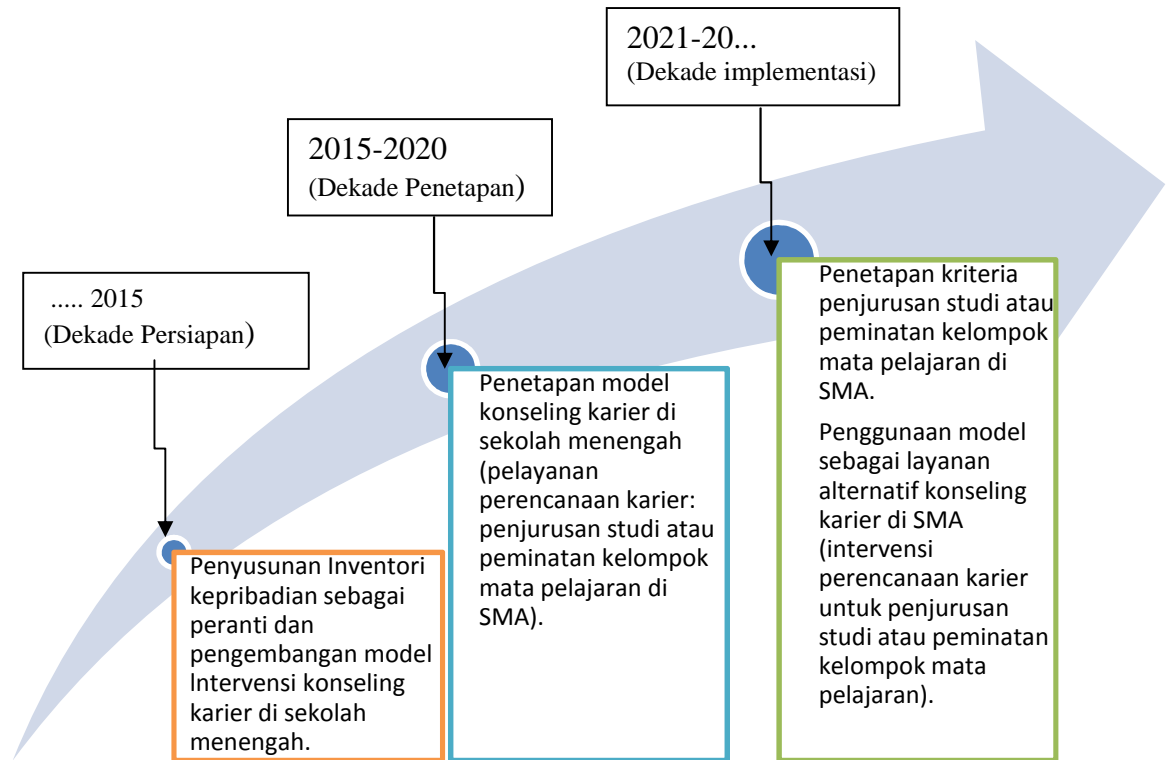 ..... 2015
(Dekade Persiapan)
Penyusunan Inventori
kepribadian sebagai
peranti dan
pengembangan model
Intervensi konseling
karier di sekolah
menengah.
2015-2020
(Dekade Penetapan)
Penetapan model
konseling karier di
sekolah menengah
(pelayanan
perencanaan karier:
penjurusan studi atau
peminatan kelompok
mata pelajaran di
SMA).
2021-20...
(Dekade implementasi)
Penetapan kriteria
penjurusan studi atau
peminatan kelompok
mata pelajaran di
SMA.
Penggunaan model
sebagai layanan
alternatif konseling
karier di SMA
(intervensi
perencanaan karier
untuk penjurusan
studi atau peminatan
kelompok mata
pelajaran).